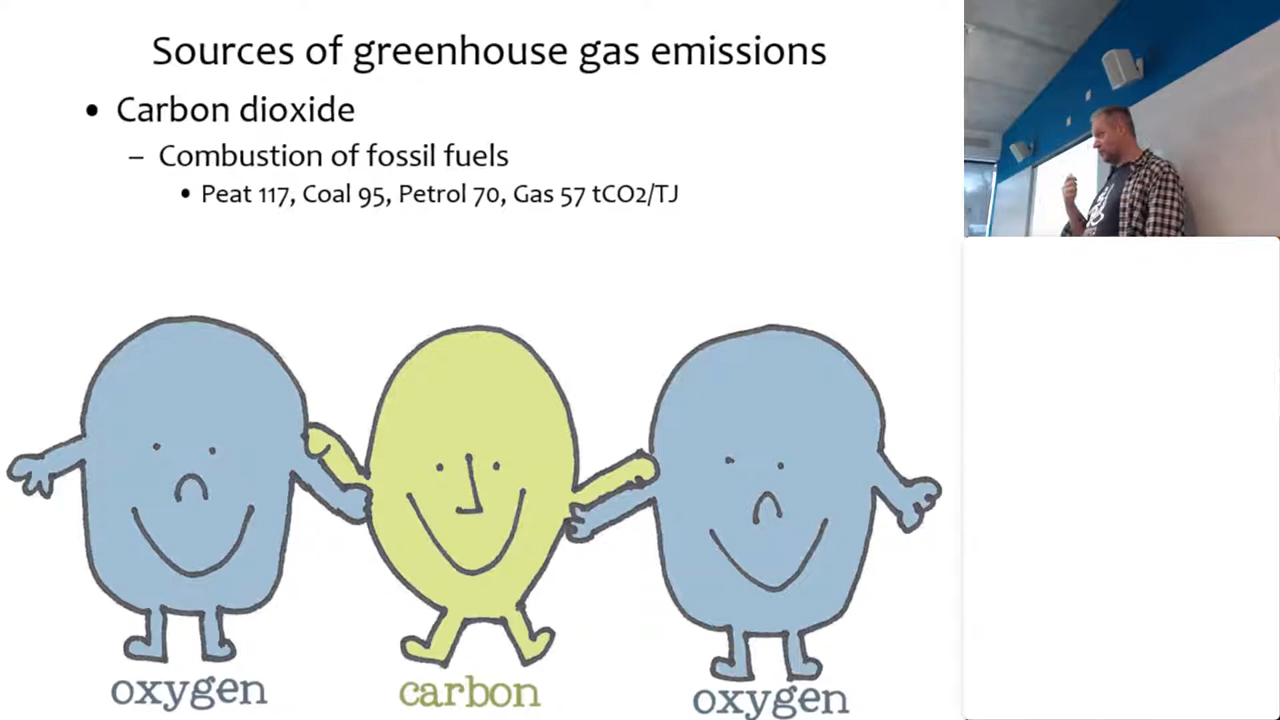 Sources of greenhouse gas emissions
• Carbon dioxide
– Combustion of fossil fuels
• Peat 117, Coal 95, Petrol 70, Gas 57 tCO2/TJ
oxygen
carbon
oxygen